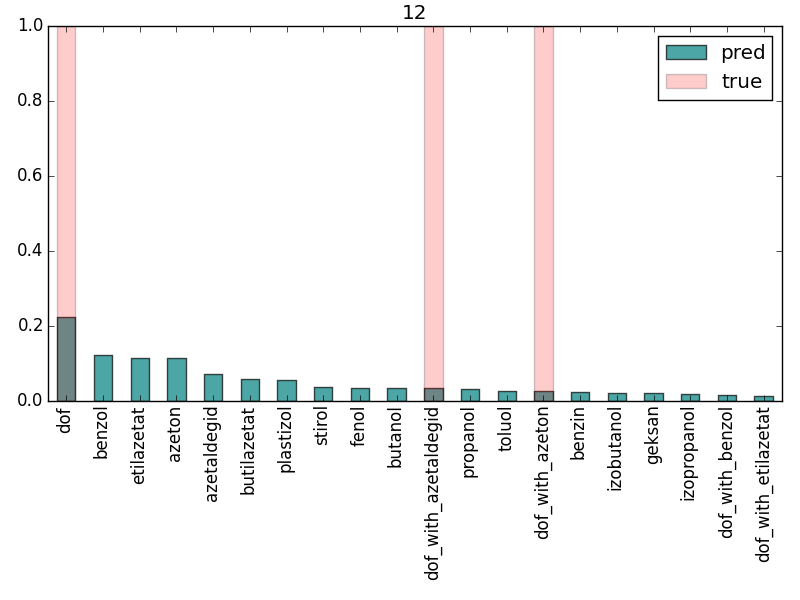 12
1.0
0.8
0.6
0.4
0.2
0.0
pred
true
dof
benzol
etilazetat
azeton
azetaldegid
butilazetat
plastizol
stirol
fenol
butanol
dof_with_azetaldegid
propanol
toluol
dof_with_azeton
benzin
izobutanol
geksan
izopropanol
dof_with_benzol
dof_with_etilazetat